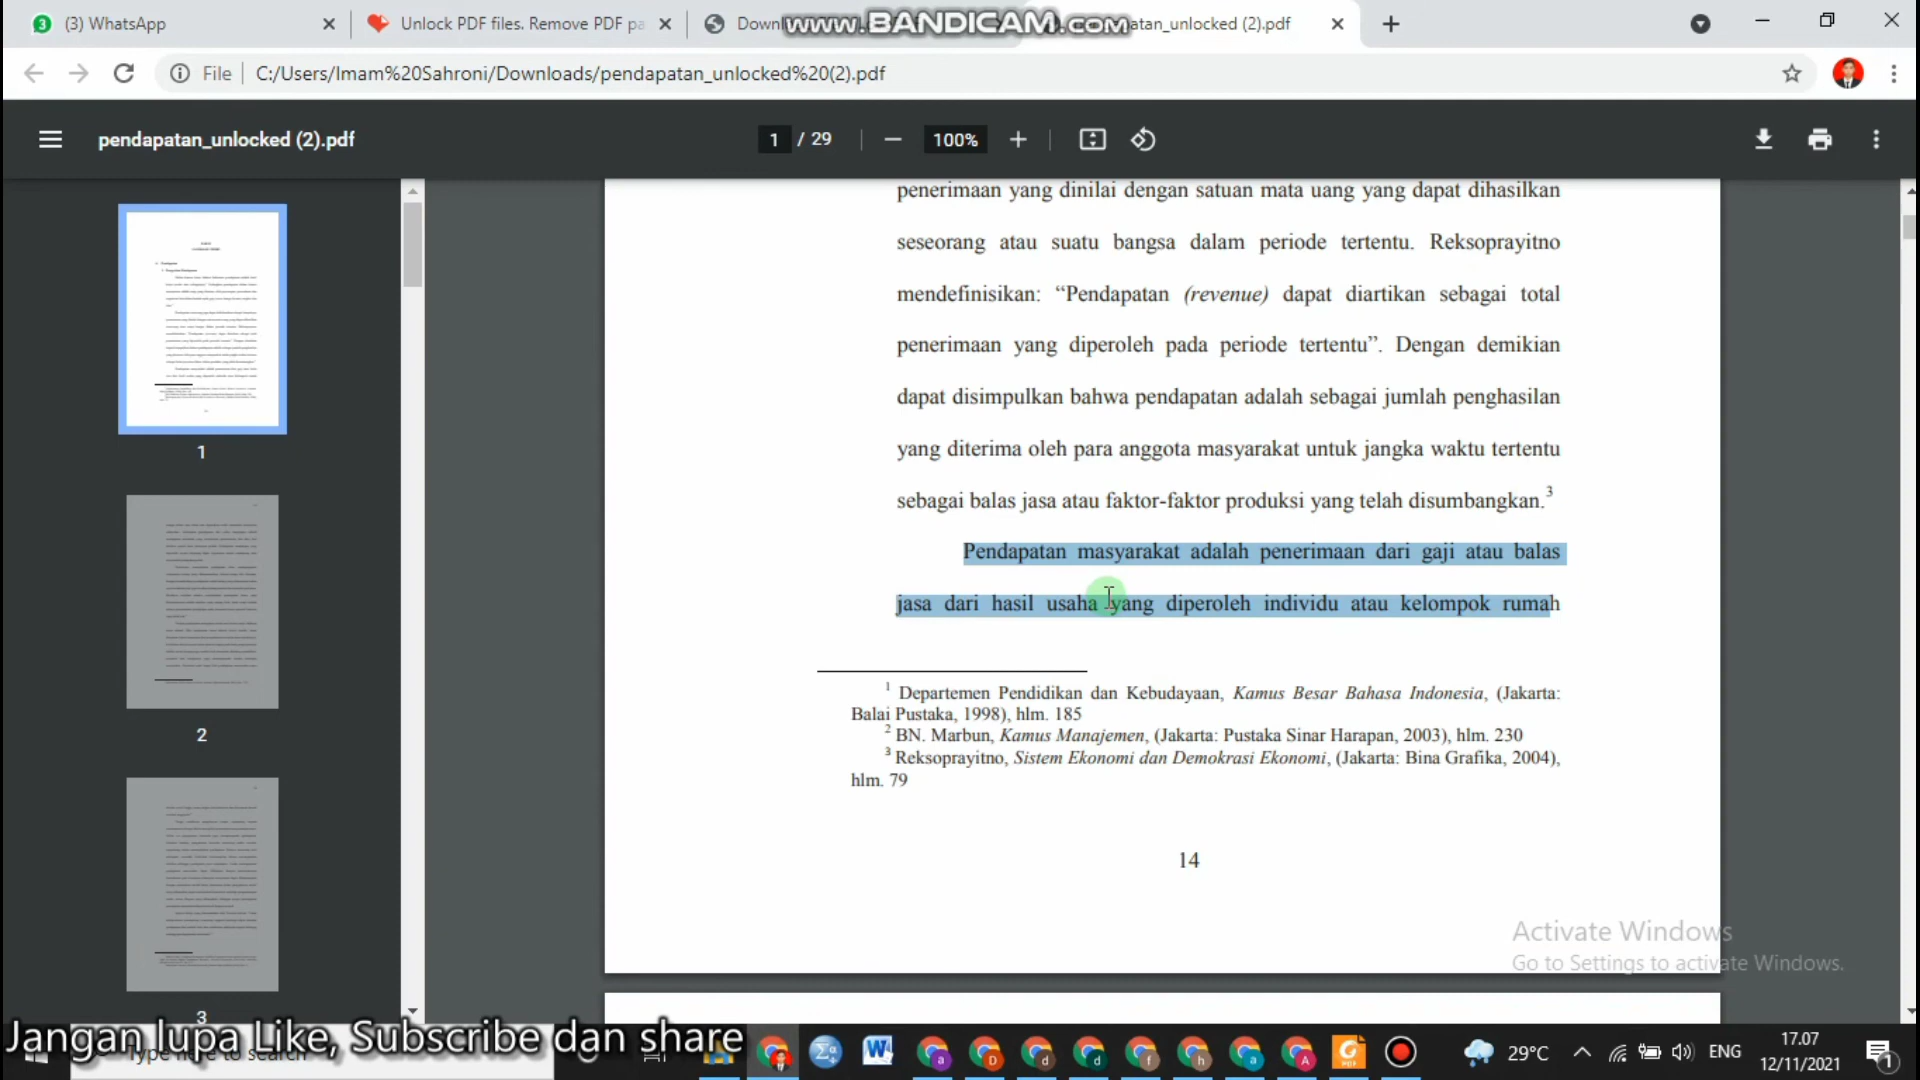 (3) WhatsApp
Unlock PDF files. Remove PDF pa
Downl
www.BANDICAM.com
atan_unlocked (2).pdf
File
C:/Users/Imam%20Sahroni/Downloads/pendapatan_unlocked%20(2).pdf
pendapatan_unlocked (2).pdf
1 / 29
100%
penerimaan yang dinilai dengan satuan mata uang yang dapat dihasilkan
seseorang atau suatu bangsa dalam periode tertentu. Reksoprayitno
mendefinisikan: “Pendapatan (revenue) dapat diartikan sebagai total
penerimaan yang diperoleh pada periode tertentu”. Dengan demikian
dapat disimpulkan bahwa pendapatan adalah sebagai jumlah penghasilan
yang diterima oleh para anggota masyarakat untuk jangka waktu tertentu
sebagai balas jasa atau faktor-faktor produksi yang telah disumbangkan.3
Pendapatan masyarakat adalah penerimaan dari gaji atau balas
jasa dari hasil usaha yang diperoleh individu atau kelompok rumah
1 Departemen Pendidikan dan Kebudayaan, Kamus Besar Bahasa Indonesia, (Jakarta:
Balai Pustaka, 1998), hlm. 185
2 BN. Marbun, Kamus Manajemen, (Jakarta: Pustaka Sinar Harapan, 2003), hlm. 230
3 Reksoprayitno, Sistem Ekonomi dan Demokrasi Ekonomi, (Jakarta: Bina Grafika, 2004),
hlm. 79
14
1
2
3
Activate Windows
Go to Settings to activate Windows.
Jangan lupa Like, Subscribe dan share
Type here to search
29°C
ENG
17.07
12/11/2021
1